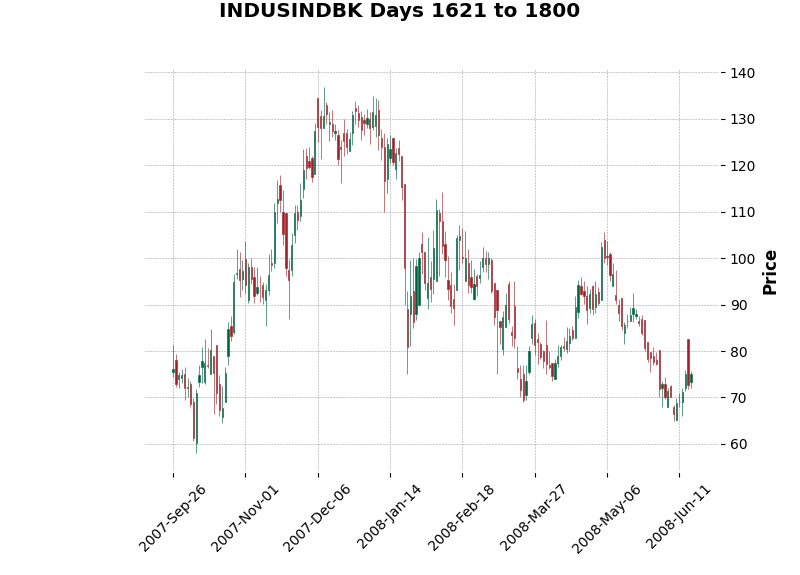 INDUSINDBK Days 1621 to 1800
140
130
120
110
100
90
80
70
60
Price
2007-Sep-26
2007-Nov-01
2007-Dec-06
2008-Jan-14
2008-Feb-18
2008-Mar-27
2008-May-06
2008-Jun-11